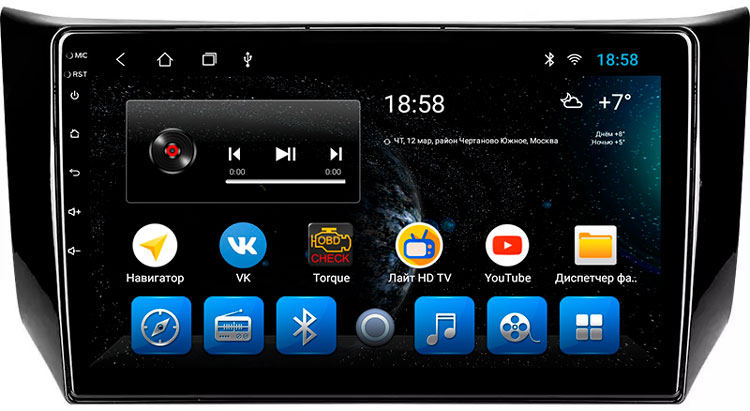 MIC
18:58
RST
18:58
+7°
ЧТ, 12 мар, район Чертаново Южное, Москва
Днём +8°
Ночью +5°
0:00
0:00
OBD
CHECK
Навигатор
VK
Torque
Лайт HD TV
YouTube
Диспетчер фа..